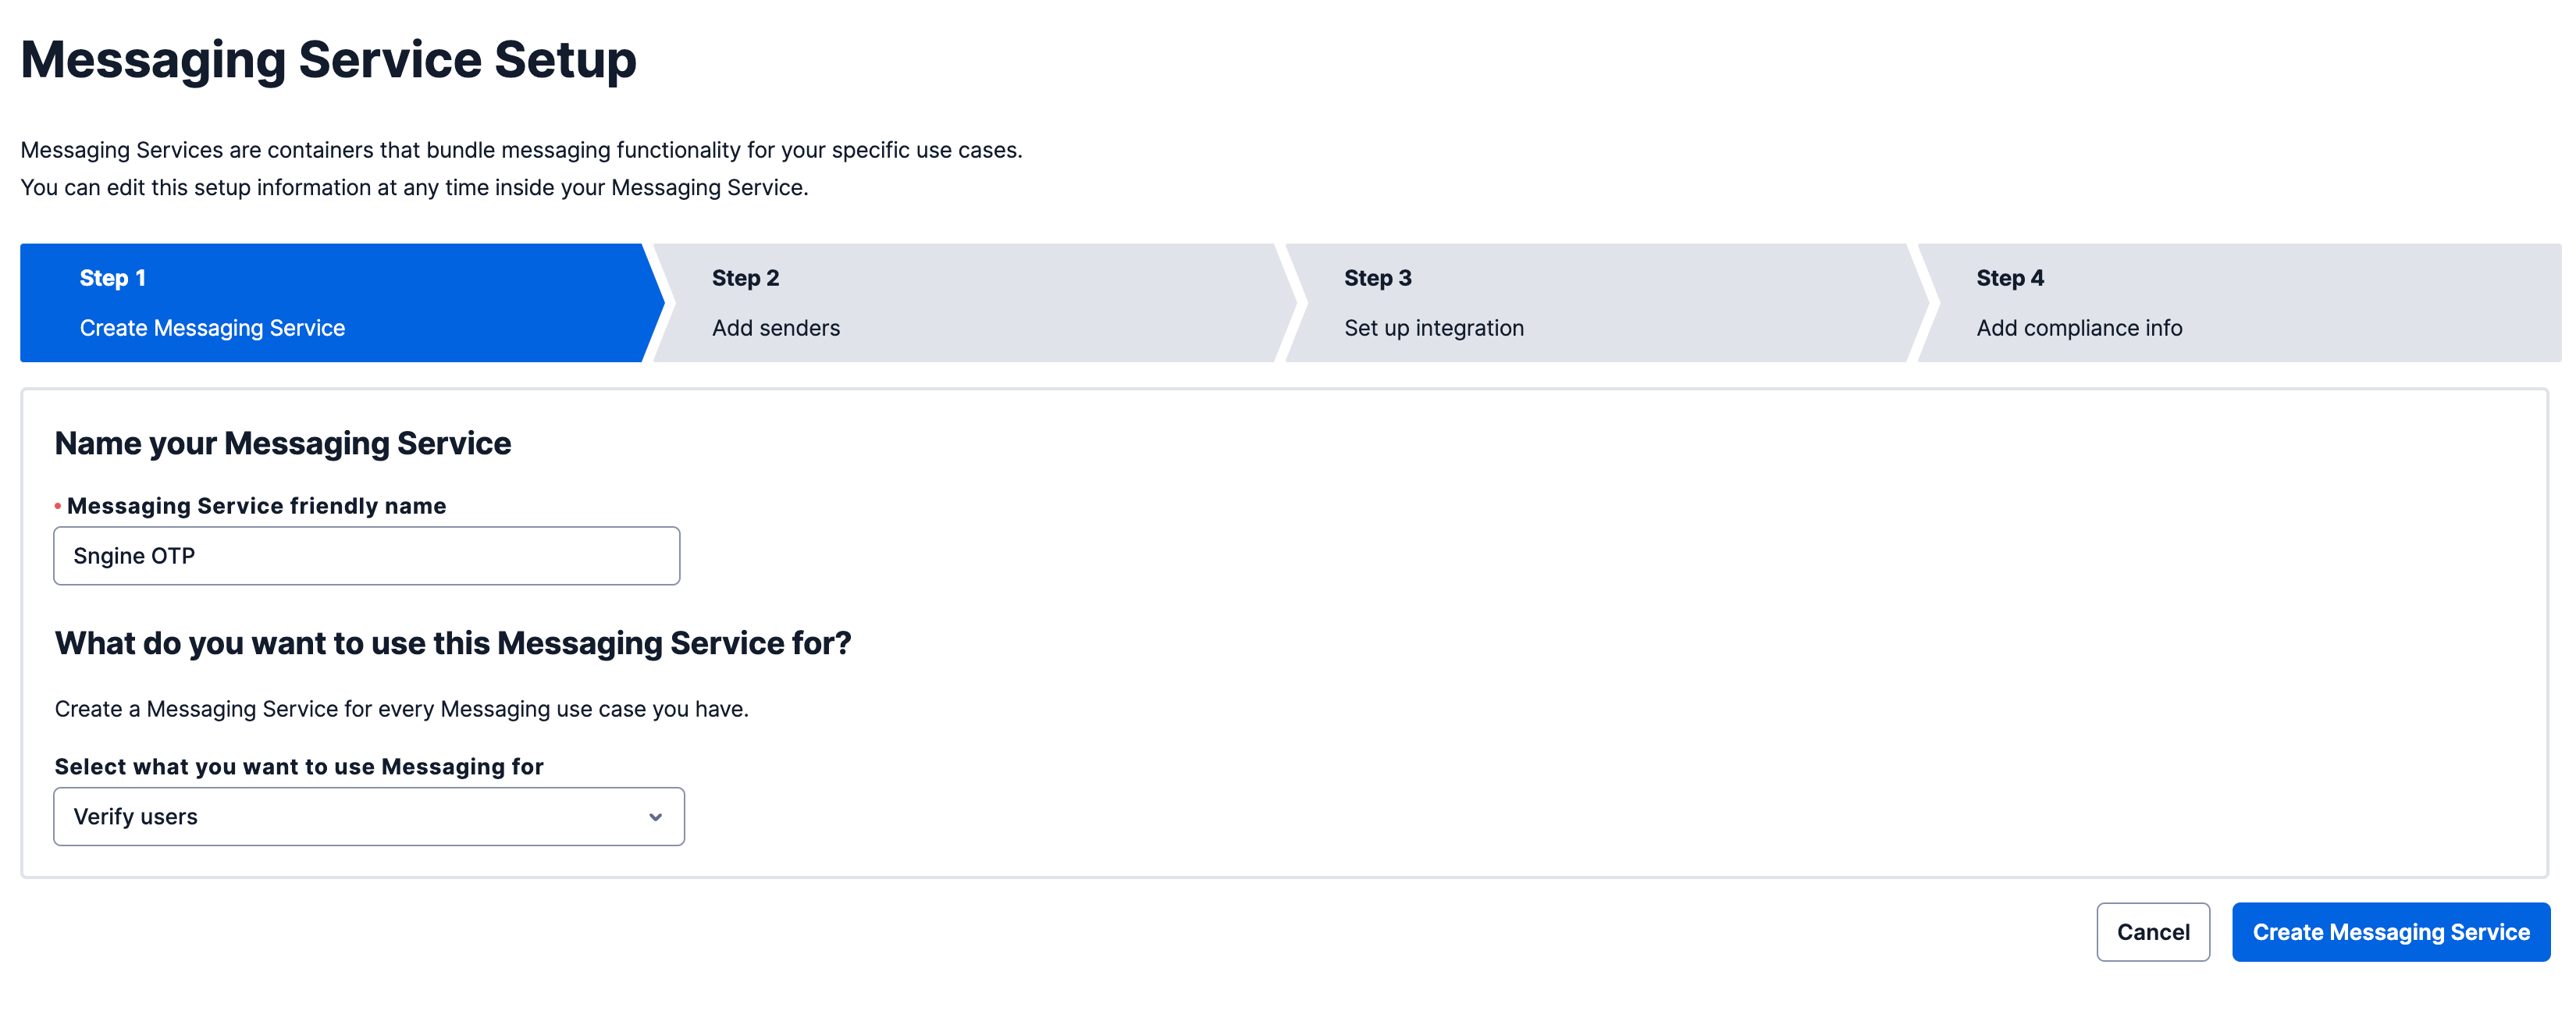 Messaging Service Setup
Messaging Services are containers that bundle messaging functionality for your specific use cases.
You can edit this setup information at any time inside your Messaging Service.
Step 1
Create Messaging Service
Step 2
Add senders
Step 3
Set up integration
Step 4
Add compliance info
Name your Messaging Service
Messaging Service friendly name
Sngine OTP
What do you want to use this Messaging Service for?
Create a Messaging Service for every Messaging use case you have.
Select what you want to use Messaging for
Verify users
Cancel
Create Messaging Service